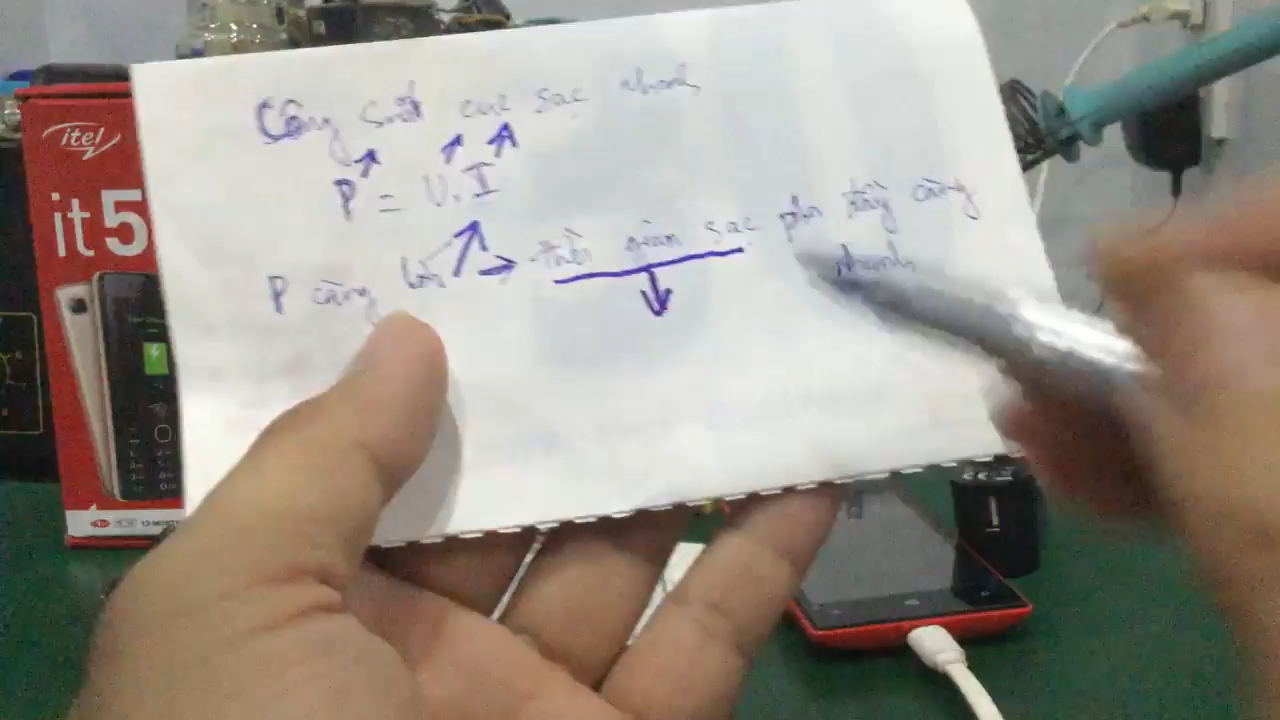 Công suất cục sạc nhanh
P = U.I
P càng lớn → thời gian sạc pin đầy càng
nhanh
itel
it5